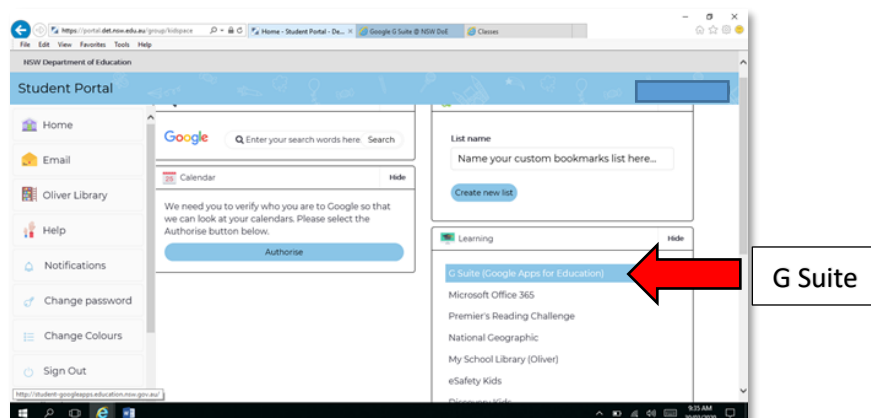 https://portal.det.nsw.edu.au/group/kidspace
Home - Student Portal - De...
Google G Suite @ NSW DoE
Classes
File Edit View Favorites Tools Help
NSW Department of Education
Student Portal
Home
Email
Oliver Library
Help
Notifications
Change password
Change Colours
Sign Out
Google
Enter your search words here
Search
25
Calendar
Hide
We need you to verify who you are to Google so that
we can look at your calendars. Please select the
Authorise button below.
Authorise
List name
Name your custom bookmarks list here...
Create new list
Learning
Hide
G Suite (Google Apps for Education)
Microsoft Office 365
Premier's Reading Challenge
National Geographic
My School Library (Oliver)
eSafety Kids
Discovery Kids
G Suite
http://student-googleapps.education.nsw.gov.au/
9:35 AM